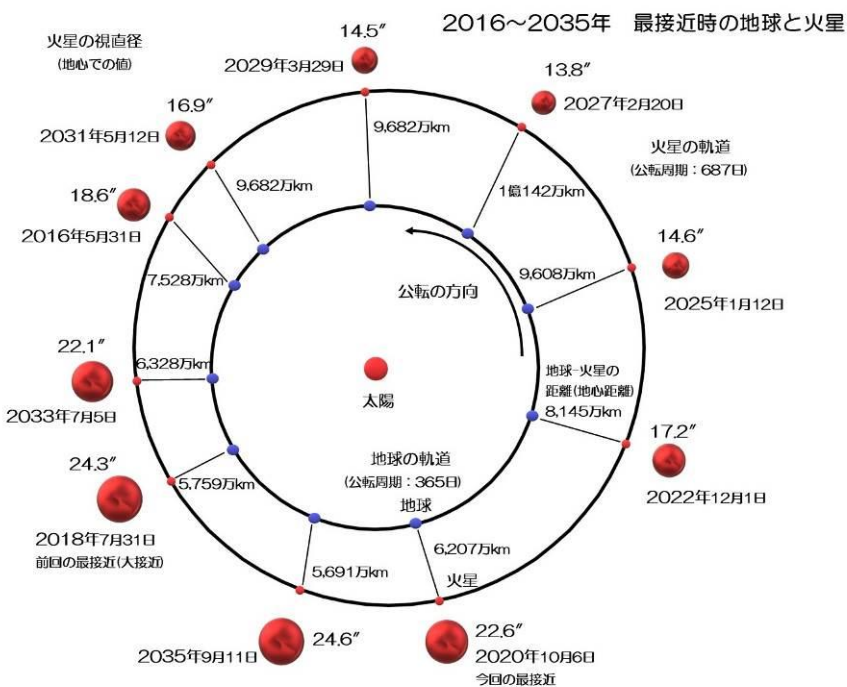 2016～2035年　最接近時の地球と火星
火星の視直径
(地心での値)
14.5″
2029年3月29日
13.8″
2027年2月20日
16.9″
2031年5月12日
9,682万km
火星の軌道
(公転周期：687日)
9,682万km
1億142万km
18.6″
2016年5月31日
14.6″
2025年1月12日
7,528万km
公転の方向
9,608万km
22.1″
2033年7月5日
6,328万km
太陽
地球-火星の
距離(地心距離)
8,145万km
17.2″
2022年12月1日
24.3″
2018年7月31日
前回の最接近(大接近)
5,759万km
地球の軌道
(公転周期：365日)
地球
6,207万km
5,691万km
火星
2035年9月11日
24.6″
22.6″
2020年10月6日
今回の最接近